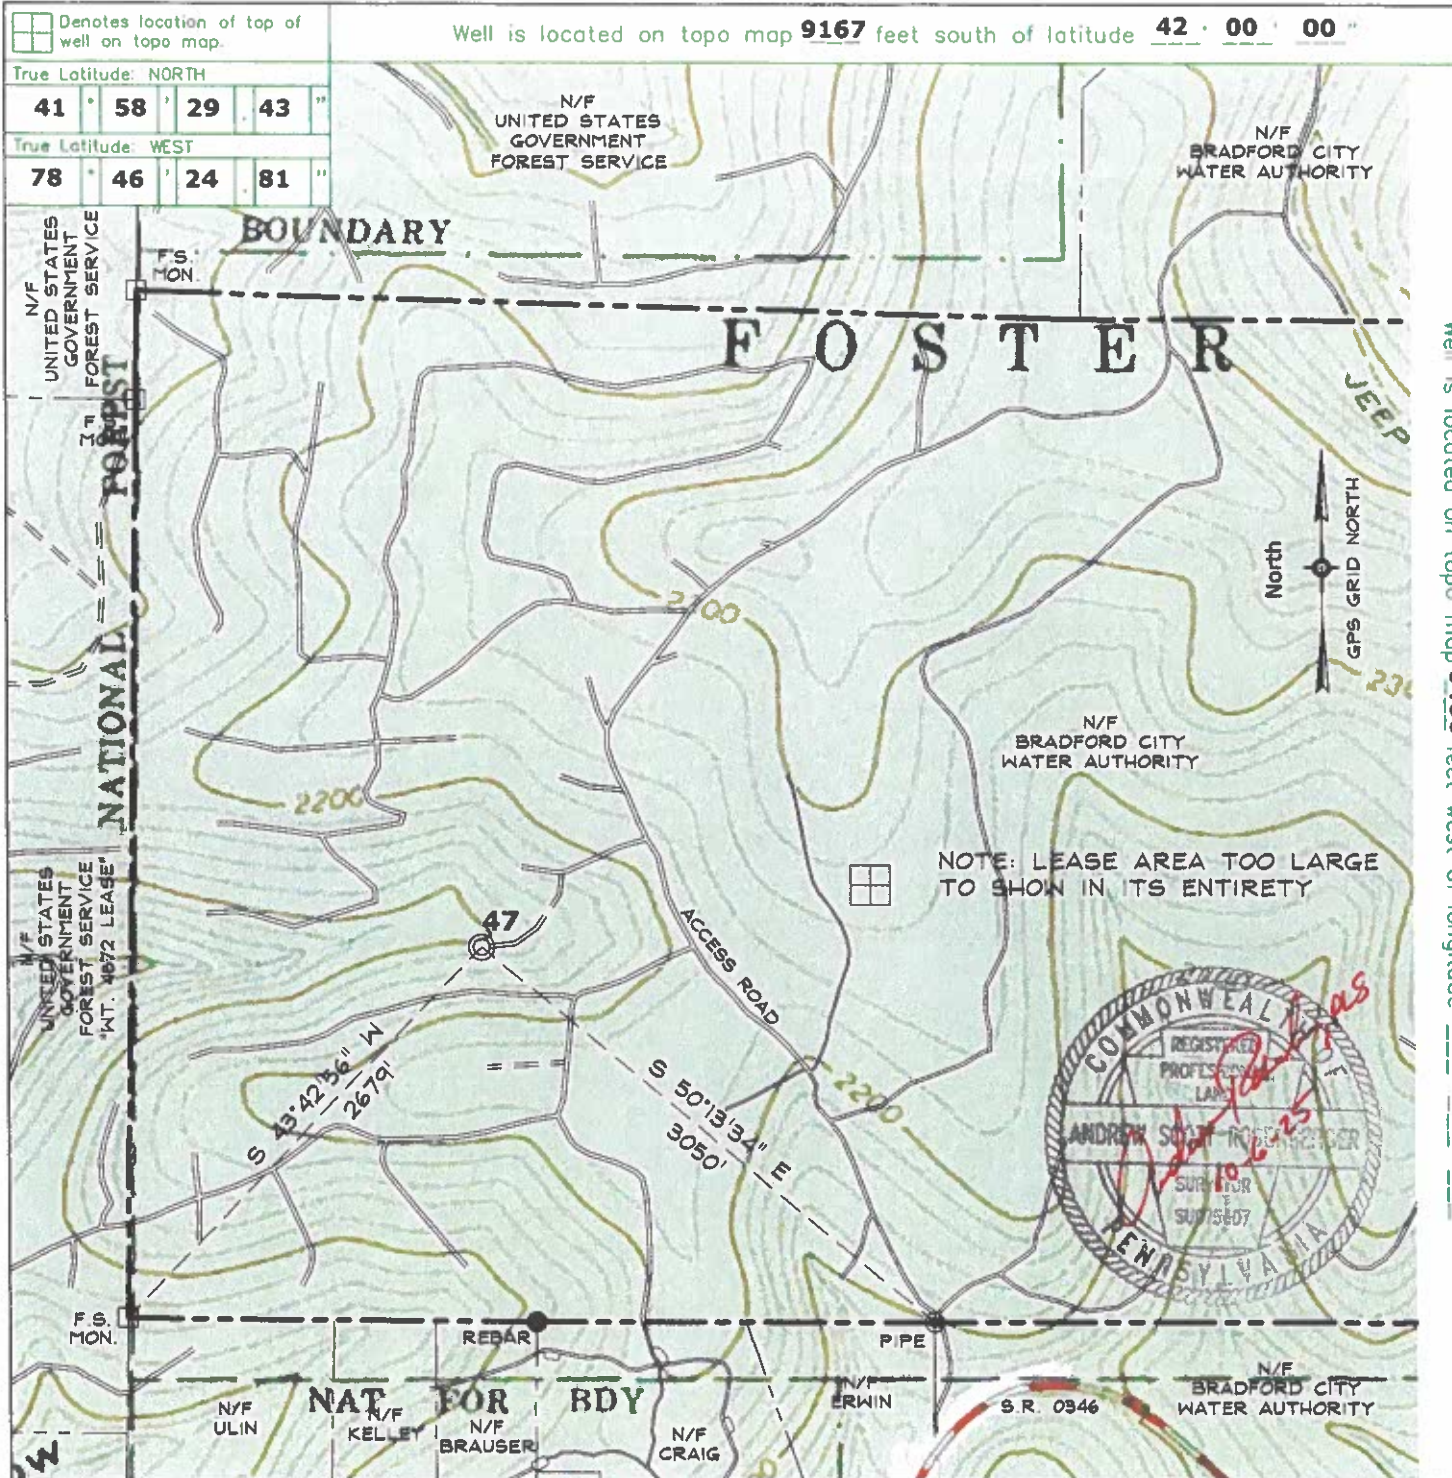 Denotes location of top of
well on topo map.
Well is located on topo map 9167 feet south of latitude 42 ° 00 ' 00 "
True Latitude: NORTH
41 ° 58 ' 29 . 43 "
True Latitude: WEST
78 ° 46 ' 24 . 81 "
N/F
UNITED STATES
GOVERNMENT
FOREST SERVICE
N/F
BRADFORD CITY
WATER AUTHORITY
BOUNDARY
F.S.
MON.
N/F
UNITED STATES
GOVERNMENT
FOREST SERVICE
FOSTER
JEEP
NATIONAL FOREST
North
GPS GRID NORTH
2200
2200
N/F
BRADFORD CITY
WATER AUTHORITY
NOTE: LEASE AREA TOO LARGE
TO SHOW IN ITS ENTIRETY
47
ACCESS ROAD
N/F
UNITED STATES
GOVERNMENT
FOREST SERVICE
"WT. 4872 LEASE"
S 43°42'56" W
2679'
S 50°13'34" E
3050'
2200
COMMONWEALTH OF
REGISTERED
PROFESSIONAL
LAND
ANDREW SCOTT
SURVEYOR
PENNSYLVANIA
10-6-25
F.S.
MON.
REBAR
PIPE
NAT FOR BDY
N/F
ULIN
N/F
KELLEY
N/F
BRAUSER
N/F
CRAIG
N/F
ERWIN
S.R. 0346
N/F
BRADFORD CITY
WATER AUTHORITY